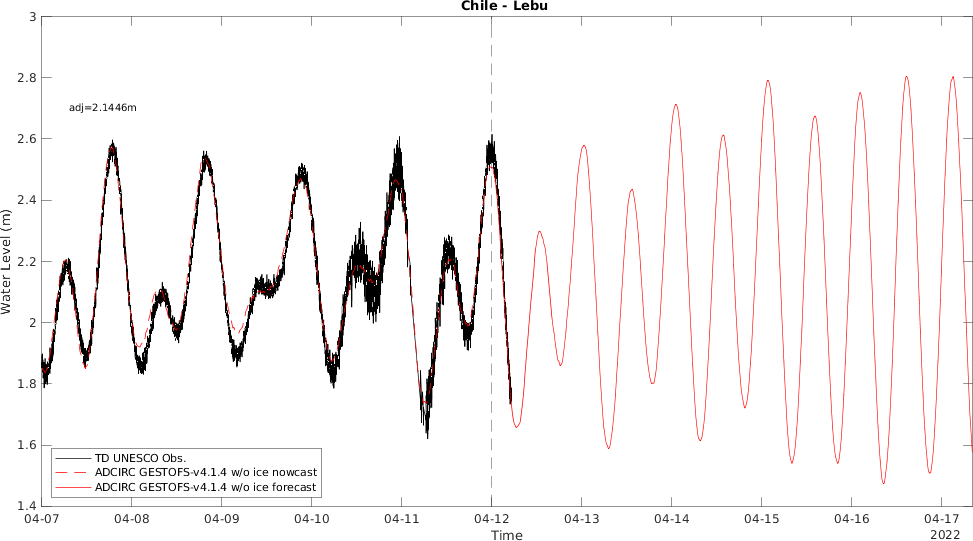 Chile - Lebu
3
2.8
2.6
2.4
2.2
2
1.8
1.6
1.4
Water Level (m)
adj=2.1446m
TD UNESCO Obs.
ADCIRC GESTOFS-v4.1.4 w/o ice nowcast
ADCIRC GESTOFS-v4.1.4 w/o ice forecast
04-07 04-08 04-09 04-10 04-11 04-12 04-13 04-14 04-15 04-16 04-17
Time
2022